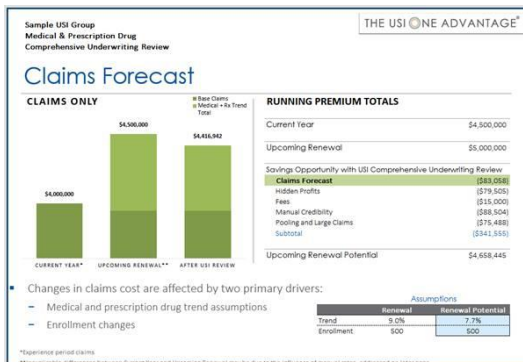 Sample USI Group
Medical & Prescription Drug
Comprehensive Underwriting Review
THE USI ONE ADVANTAGE®
Claims Forecast
CLAIMS ONLY
Base Claims
Medical + Rx Trend
Total
$4,500,000
$4,416,942
$4,000,000
CURRENT YEAR*
UPCOMING RENEWAL**
AFTER USI REVIEW
RUNNING PREMIUM TOTALS
Current Year $4,500,000
Upcoming Renewal $5,000,000
Savings Opportunity with USI Comprehensive Underwriting Review
Claims Forecast ($83,058)
Hidden Profits ($79,505)
Fees ($15,000)
Manual Credibility ($88,504)
Pooling and Large Claims ($75,488)
Subtotal ($341,555)
Upcoming Renewal Potential $4,658,445
Changes in claims cost are affected by two primary drivers:
– Medical and prescription drug trend assumptions
– Enrollment changes
Assumptions
Renewal Renewal Potential
Trend 9.0% 7.7%
Enrollment 500 500
*Experience period claims